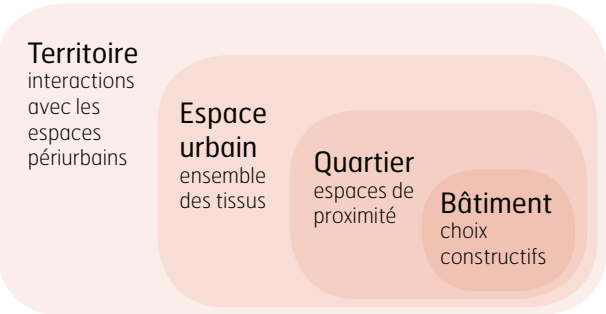 Territoire
interactions
avec les
espaces
périurbains
Espace
urbain
ensemble
des tissus
Quartier
espaces de
proximité
Bâtiment
choix
constructifs